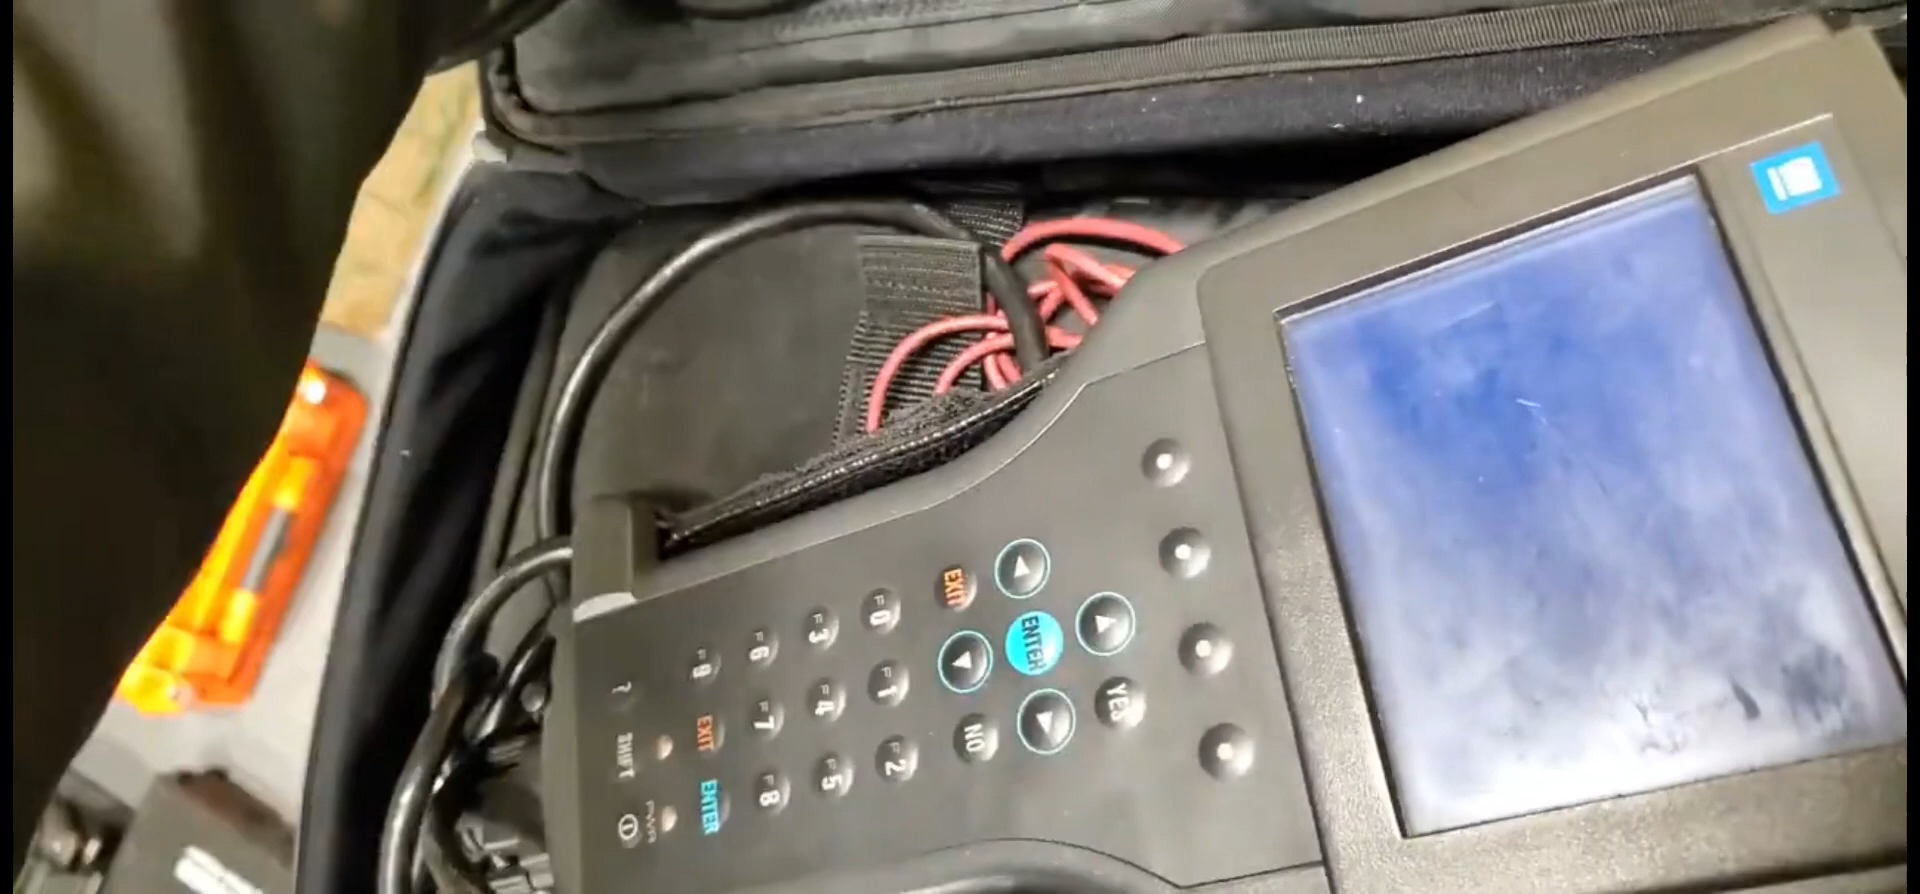 YES
ENTER
EXIT NO
F0 F1 F2
F3 F4 F5
F6 F7 F8
F9 EXIT ENTER
PWR
? SHIFT